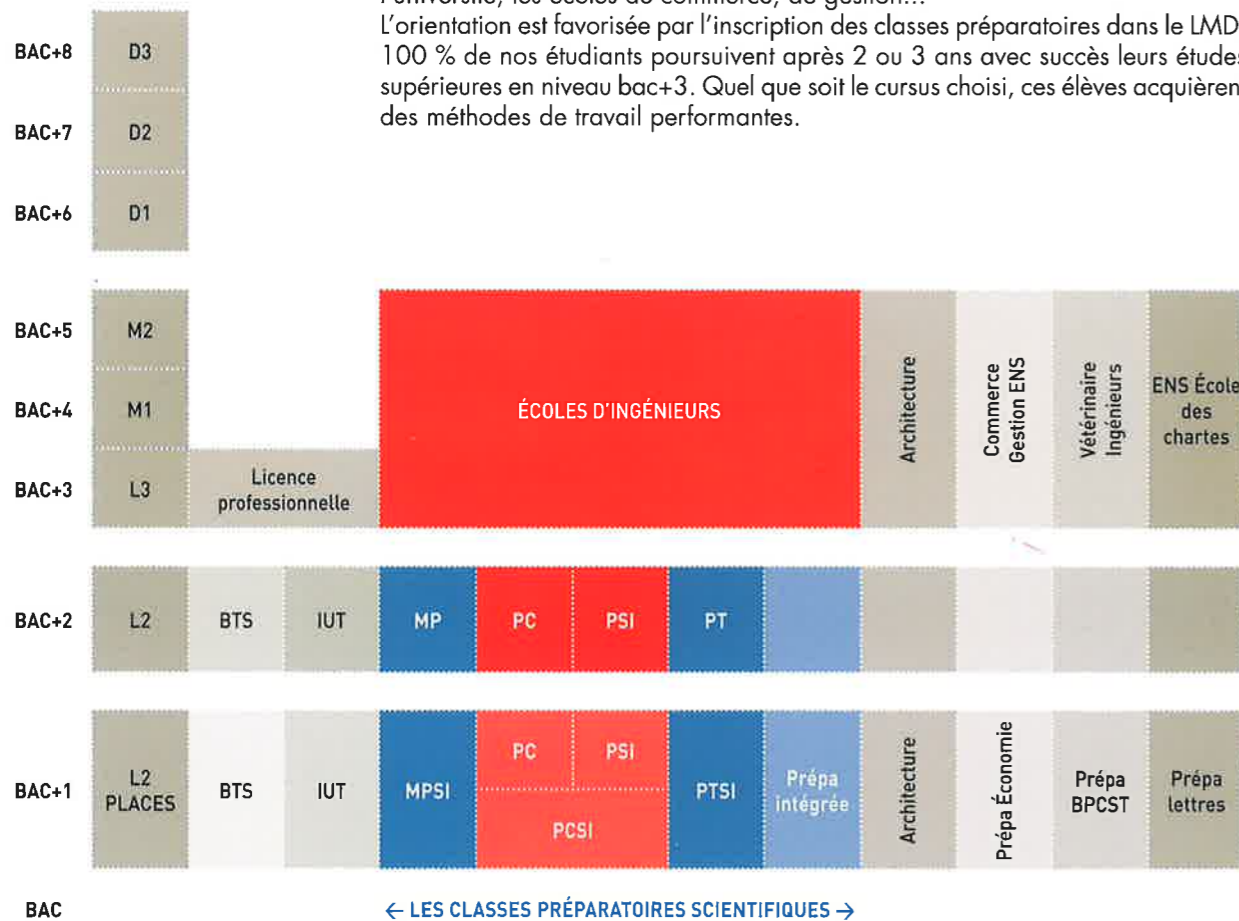 L'orientation est favorisée par l'inscription des classes préparatoires dans le LMD
100 % de nos étudiants poursuivent après 2 ou 3 ans avec succès leurs études
supérieures en niveau bac+3. Quel que soit le cursus choisi, ces élèves acquièren
des méthodes de travail performantes.
BAC+8 D3
BAC+7 D2
BAC+6 D1
BAC+5 M2
BAC+4 M1
BAC+3 L3
Licence
professionnelle
ÉCOLES D'INGÉNIEURS
Architecture
Commerce
Gestion ENS
Vétérinaire
Ingénieurs
ENS École
des
chartes
BAC+2 L2 BTS IUT MP PC PSI PT
BAC+1
L2
PLACES
BTS IUT MPSI
PC PSI
PCSI
PTSI
Prépa
intégrée
Architecture
Prépa Économie
Prépa
BPCST
Prépa
lettres
BAC
← LES CLASSES PRÉPARATOIRES SCIENTIFIQUES →